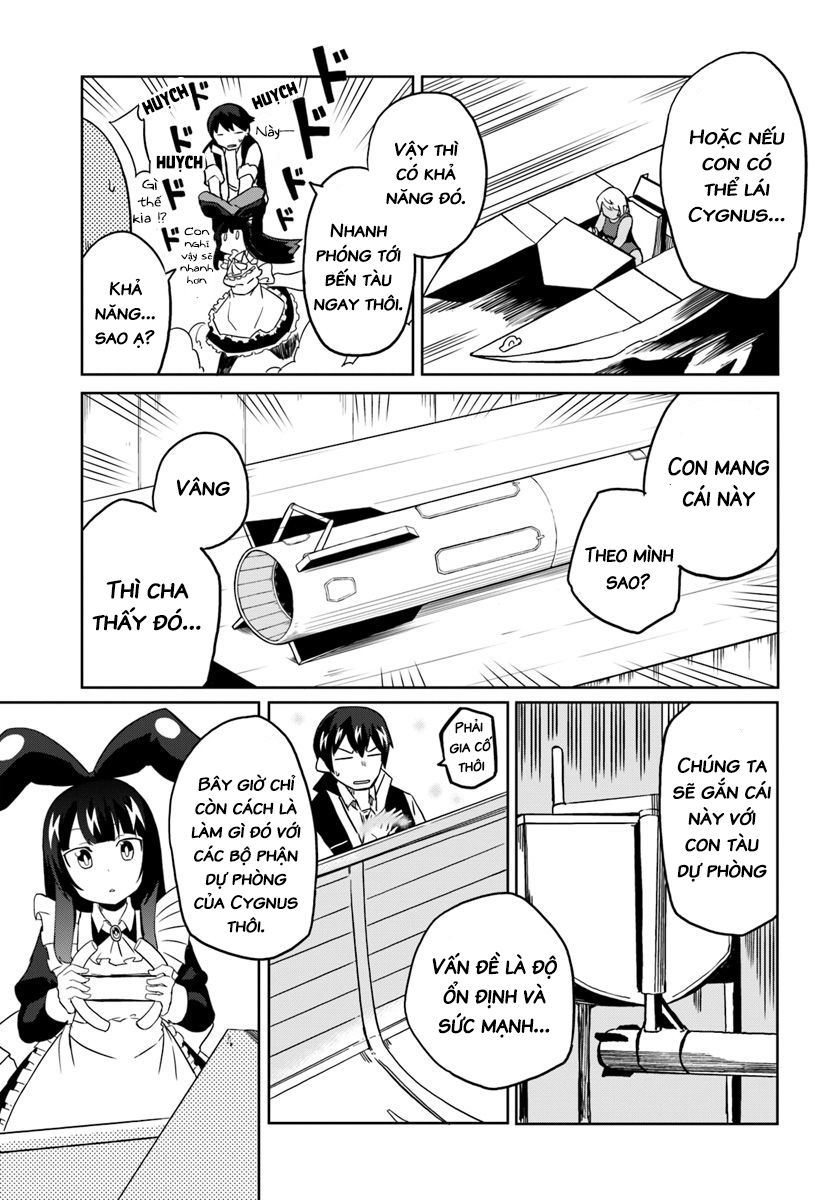 Hoặc nếu
con có
thể lái
Cygnus...
Vậy thì
có khả
năng đó.
Nhanh
phóng tới
bến tàu
ngay thôi.
ド
ド
ド
ド
ド
ド
HUỴCH
HUỴCH
HUỴCH
Này—
Gì
thế
kia !?
Con
nghĩ
vậy sẽ
nhanh
hơn
Khả
năng...
sao ạ?
Con mang
cái này
Theo mình
sao?
Vâng
Thì cha
thấy đó...
Chúng ta
sẽ gắn cái
này với
con tàu
dự phòng
Phải
gia cố
thôi
Vấn đề là độ
ổn định và
sức mạnh...
Bây giờ chỉ
còn cách là
làm gì đó với
các bộ phận
dự phòng
của Cygnus
thôi.